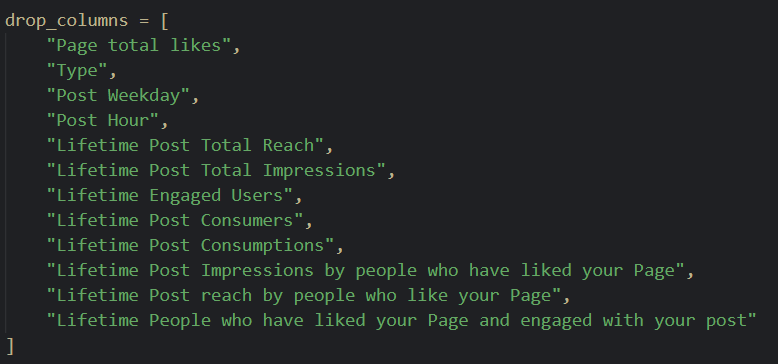 drop_columns = [
    "Page total likes",
    "Type",
    "Post Weekday",
    "Post Hour",
    "Lifetime Post Total Reach",
    "Lifetime Post Total Impressions",
    "Lifetime Engaged Users",
    "Lifetime Post Consumers",
    "Lifetime Post Consumptions",
    "Lifetime Post Impressions by people who have liked your Page",
    "Lifetime Post reach by people who like your Page",
    "Lifetime People who have liked your Page and engaged with your post"
]